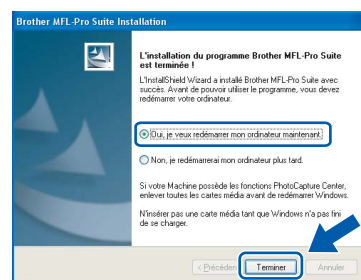 Brother MFL-Pro Suite Installation
L'installation du programme Brother MFL-Pro Suite
est terminée !
L'InstallShield Wizard a installé Brother MFL-Pro Suite avec
succès. Avant de pouvoir utiliser le programme, vous devez
redémarrer votre ordinateur.
Oui, je veux redémarrer mon ordinateur maintenant.
Non, je redémarrerai mon ordinateur plus tard.
Si votre Machine possède les fonctions PhotoCapture Center,
enlever toutes les cartes média avant de redémarrer Windows.
N'insérer pas une carte média tant que Windows n'a pas fini
de se charger.
< Précéden Terminer Annuler